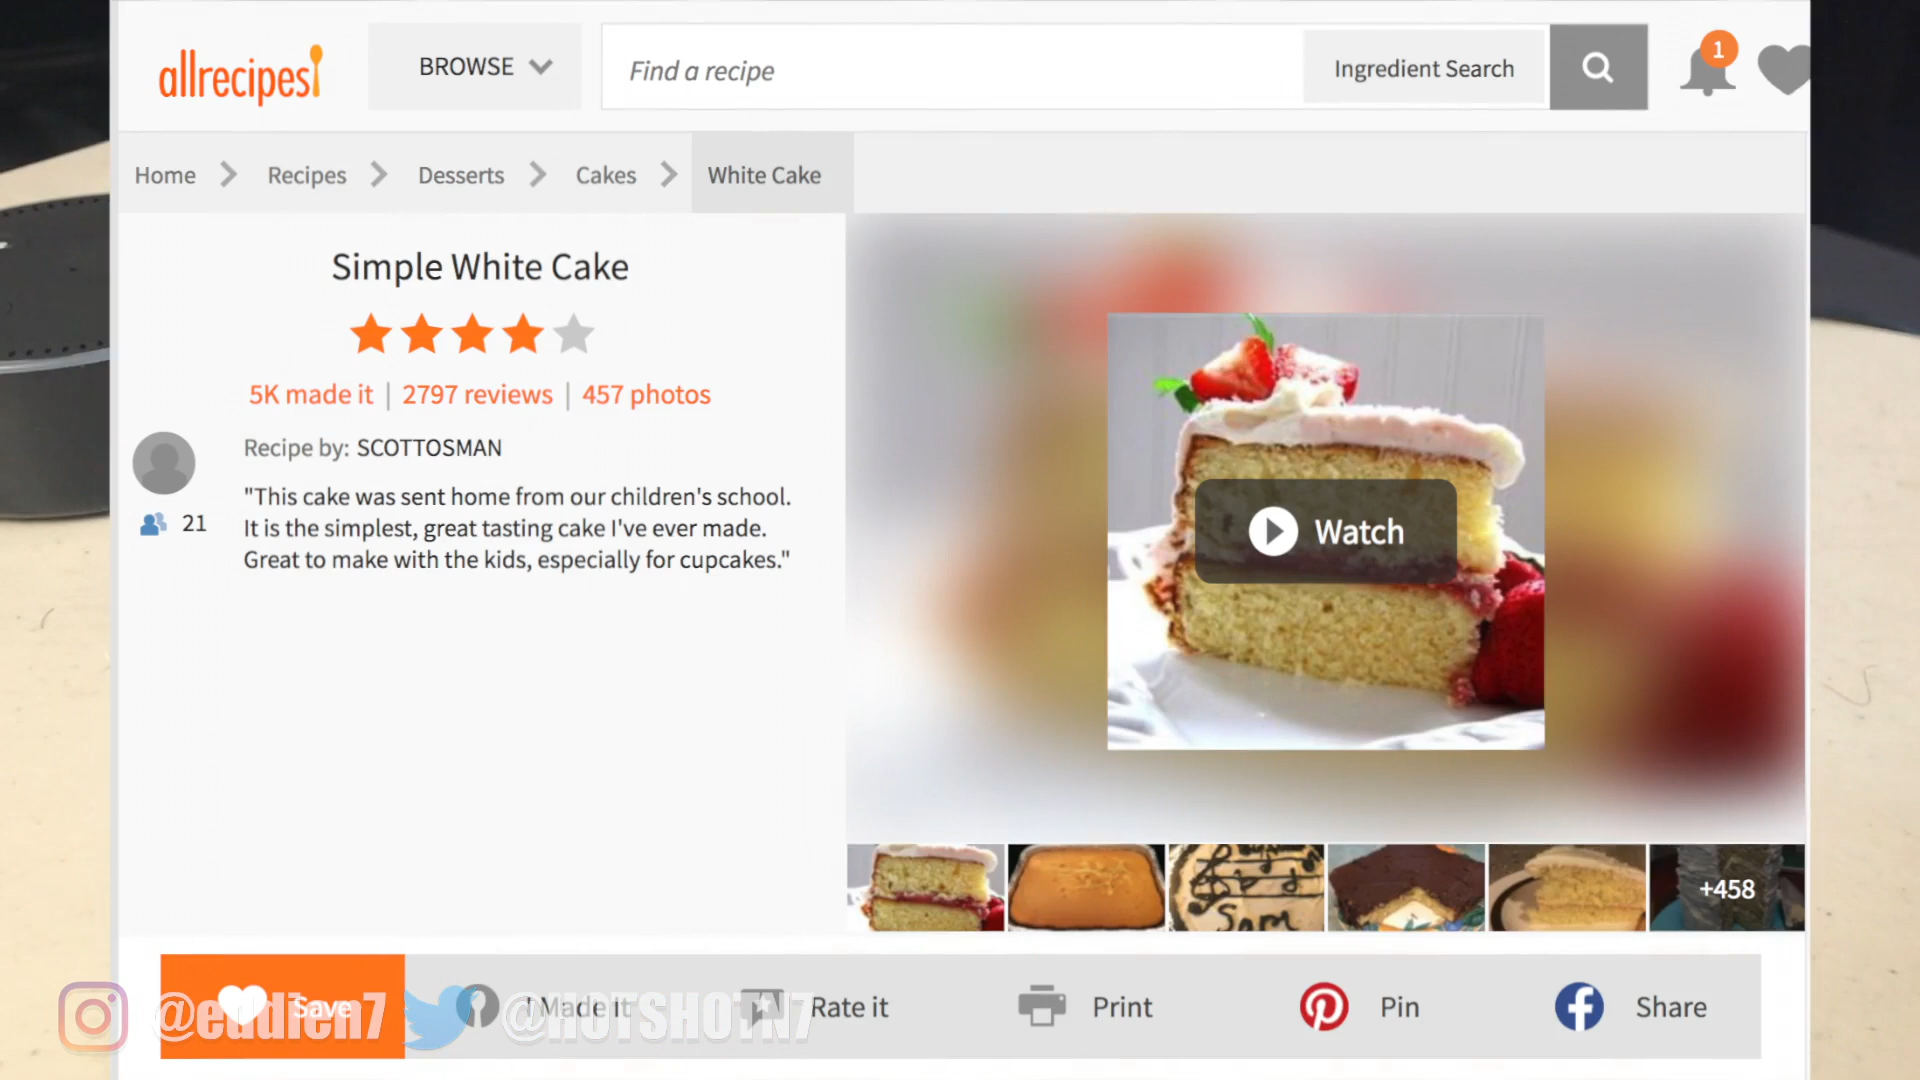 allrecipes
BROWSE
Find a recipe
Ingredient Search
1
Home
Recipes
Desserts
Cakes
White Cake
Simple White Cake
5K made it | 2797 reviews | 457 photos
Recipe by: SCOTTOSMAN
21
"This cake was sent home from our children's school.
It is the simplest, great tasting cake I've ever made.
Great to make with the kids, especially for cupcakes."
Watch
Sam
+458
Save
I Made it
Rate it
Print
Pin
Share
@eddien7
@HOTSHOTN7